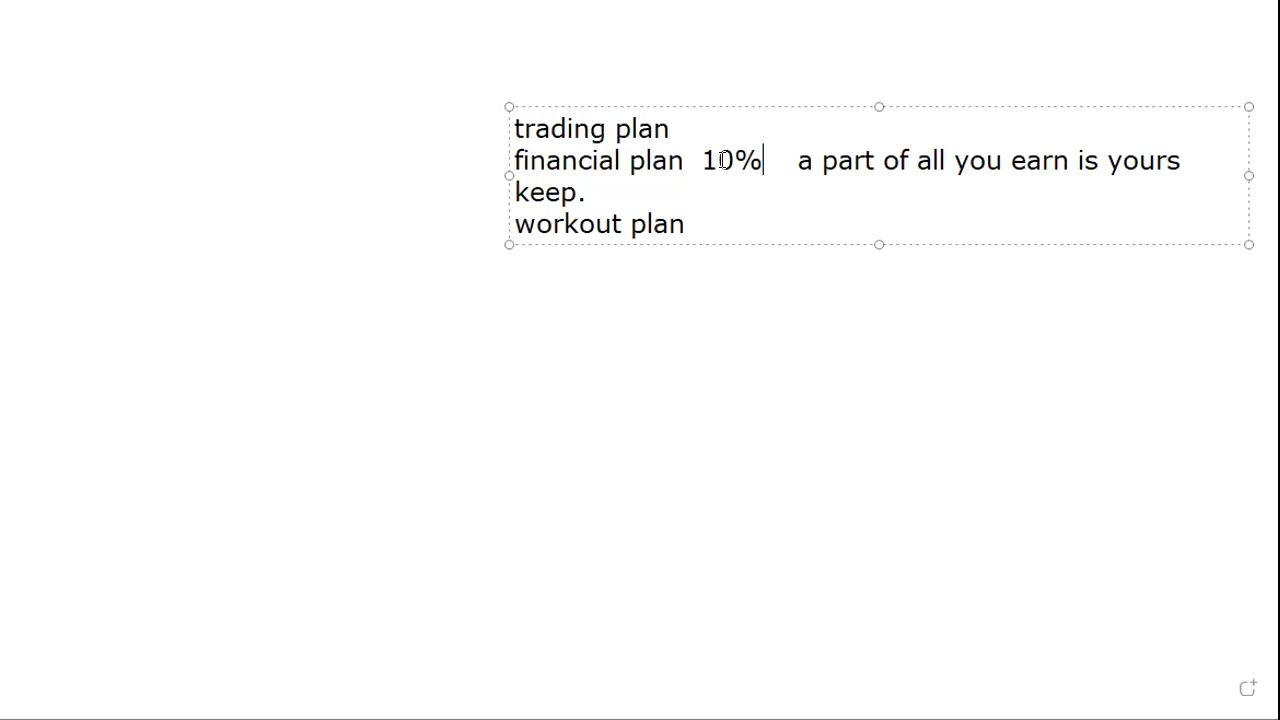 trading plan
financial plan 10% a part of all you earn is yours
keep.
workout plan